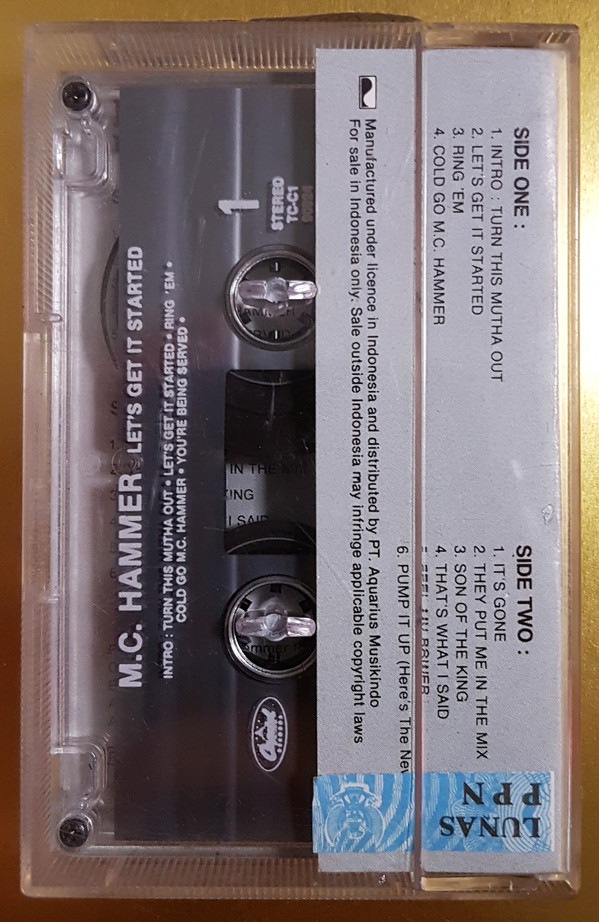 SIDE ONE :
1. INTRO : TURN THIS MUTHA OUT
2. LET'S GET IT STARTED
3. RING 'EM
4. COLD GO M.C. HAMMER
SIDE TWO :
1. IT'S GONE
2. THEY PUT ME IN THE MIX
3. SON OF THE KING
4. THAT'S WHAT I SAID
6. PUMP IT UP (Here's The New
Manufactured under licence in Indonesia and distributed by PT. Aquarius Musikindo
For sale in Indonesia only. Sale outside Indonesia may infringe applicable copyright laws
LUNAS
PPN
M.C. HAMMER LET'S GET IT STARTED
INTRO : TURN THIS MUTHA OUT • LET'S GET IT STARTED • RING 'EM •
COLD GO M.C. HAMMER • YOU'RE BEING SERVED •
1
STEREO
TC-C1
IN THE
KING
I SAID